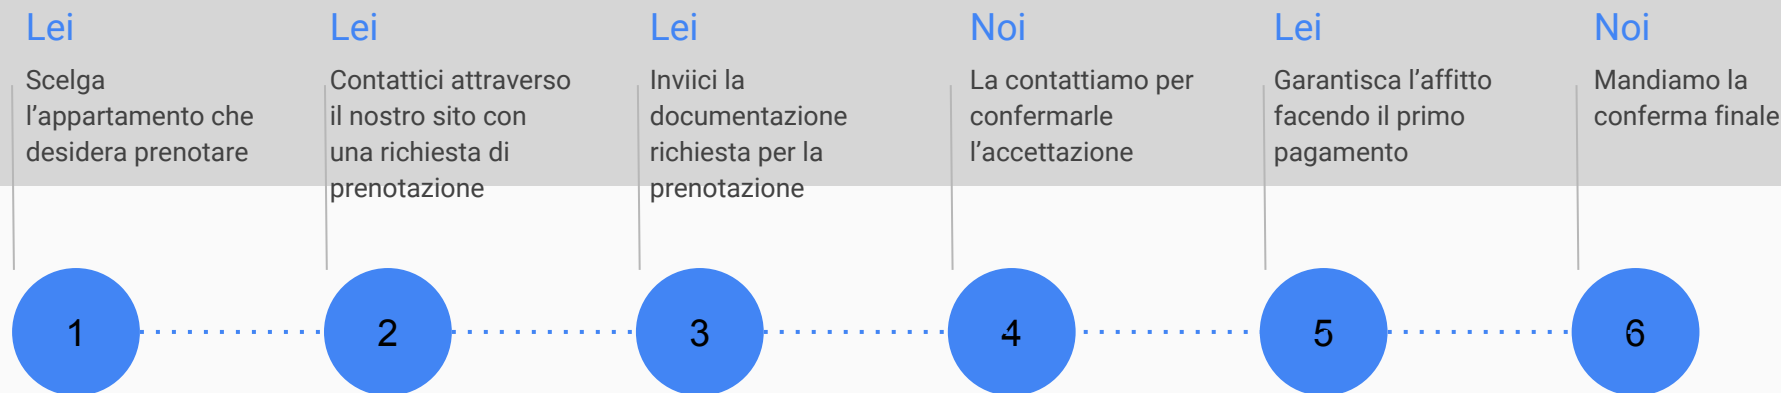 Lei
Scelga
l’appartamento che
desidera prenotare
Lei
Contattici attraverso
il nostro sito con
una richiesta di
prenotazione
Lei
Inviici la
documentazione
richiesta per la
prenotazione
Noi
La contattiamo per
confermarle
l’accettazione
Lei
Garantisca l’affitto
facendo il primo
pagamento
Noi
Mandiamo la
conferma finale
1
2
3
4
5
6